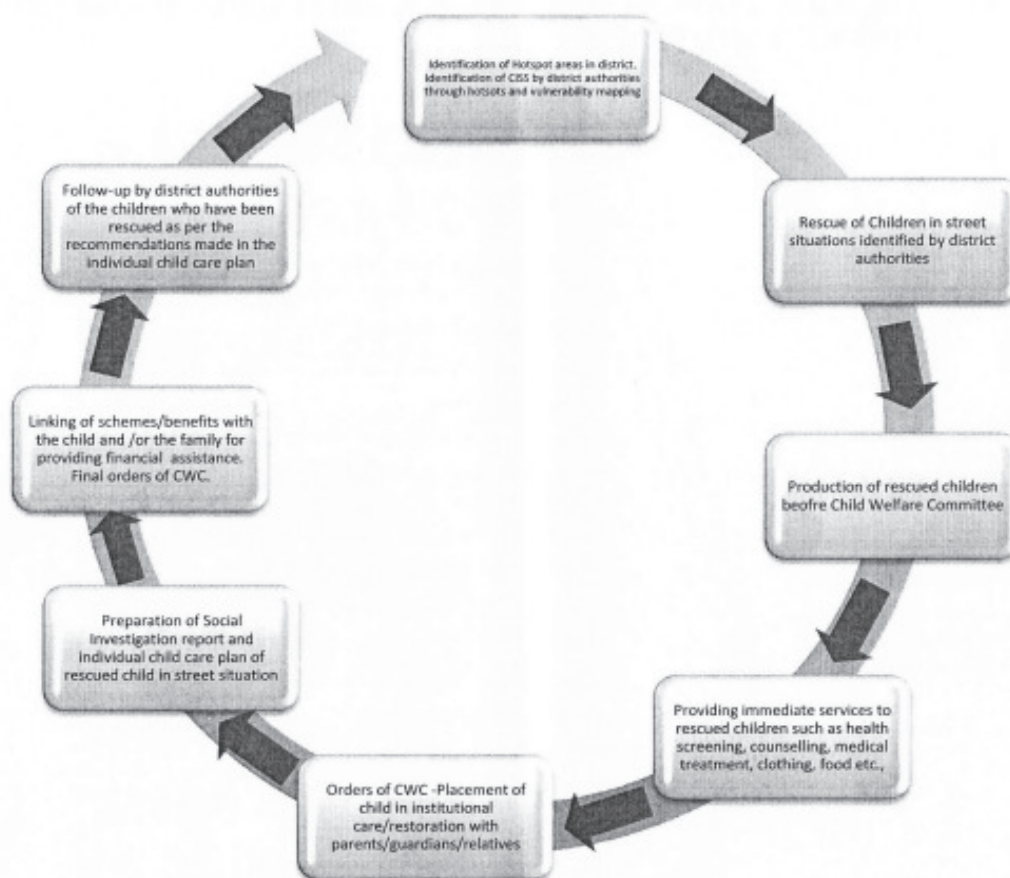 Identification of Hotspot areas in district.
Identification of CISS by district authorities
through hotsots and vulnerability mapping
Rescue of Children in street
situations identified by district
authorities
Production of rescued children
beofre Child Welfare Committee
Providing immediate services to
rescued children such as health
screening, counselling, medical
treatment, clothing, food etc.,
Orders of CWC -Placement of
child in institutional
care/restoration with
parents/guardians/relatives
Preparation of Social
Investigation report and
individual child care plan of
rescued child in street situation
Linking of schemes/benefits with
the child and /or the family for
providing financial assistance.
Final orders of CWC.
Follow-up by district authorities
of the children who have been
rescued as per the
recommendations made in the
individual child care plan